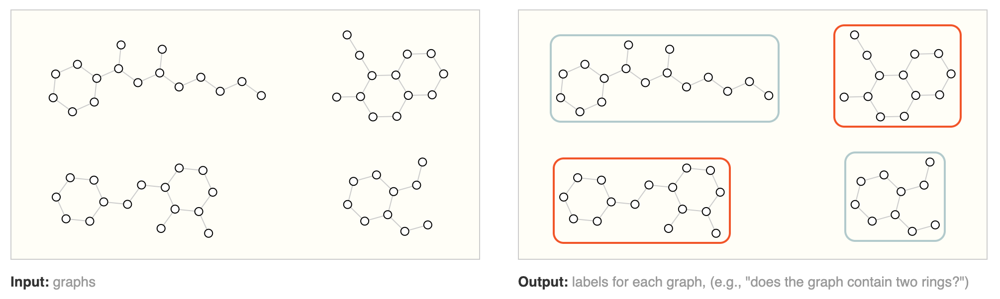 Input: graphs
Output: labels for each graph, (e.g., "does the graph contain two rings?")